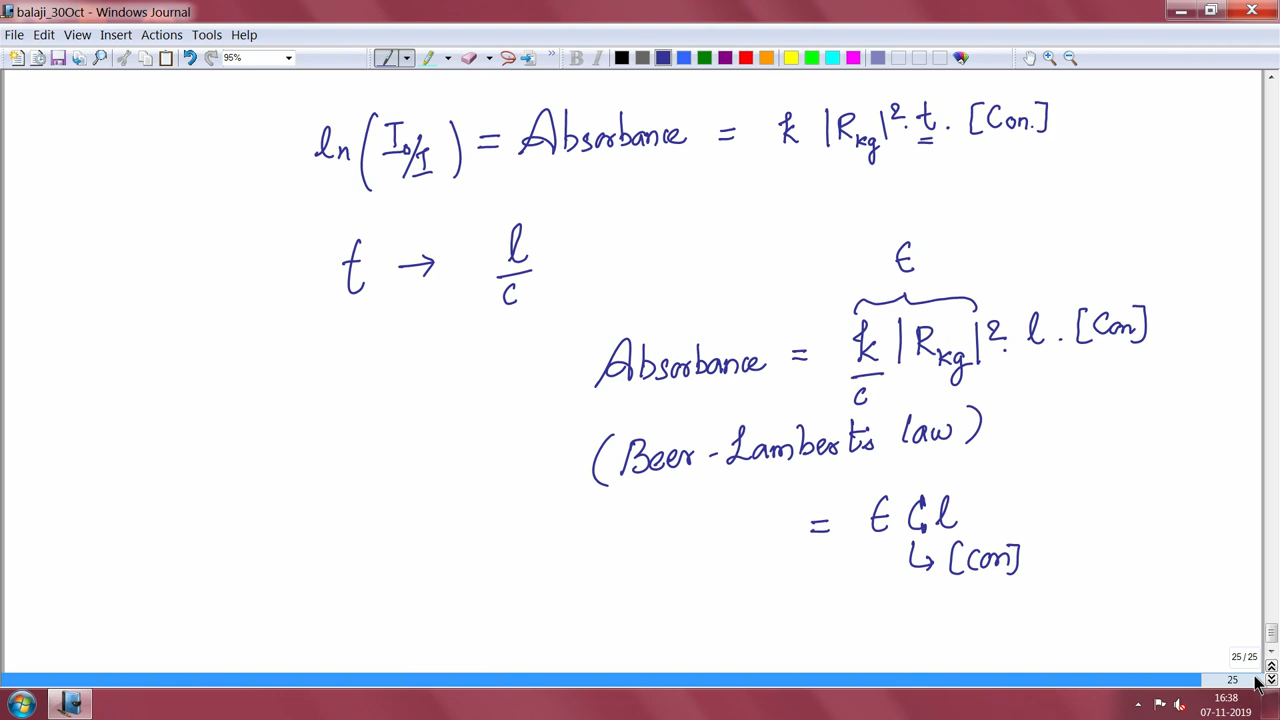 balaji_30Oct - Windows Journal
File Edit View Insert Actions Tools Help
95%
ln(I₀/I) = Absorbance = k |R_kg|². t . [Con.]
t → l/c
ϵ
Absorbance = k/c |R_kg|². l . [Con]
(Beer-Lambert's law)
= ϵ C l
↳ [Con]
25/25
25
16:38
07-11-2019